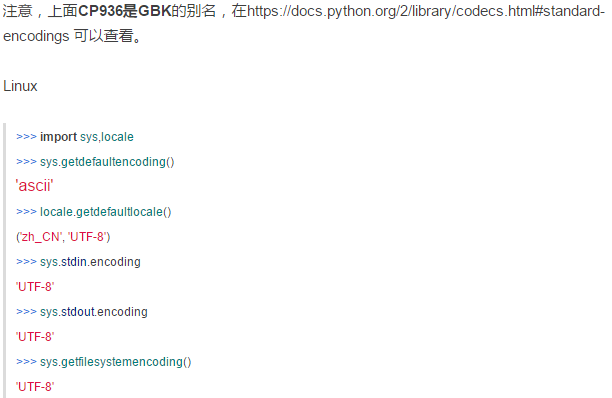 注意，上面CP936是GBK的别名，在https://docs.python.org/2/library/codecs.html#standard-
encodings 可以查看。
Linux
>>> import sys,locale
>>> sys.getdefaultencoding()
'ascii'
>>> locale.getdefaultlocale()
('zh_CN', 'UTF-8')
>>> sys.stdin.encoding
'UTF-8'
>>> sys.stdout.encoding
'UTF-8'
>>> sys.getfilesystemencoding()
'UTF-8'